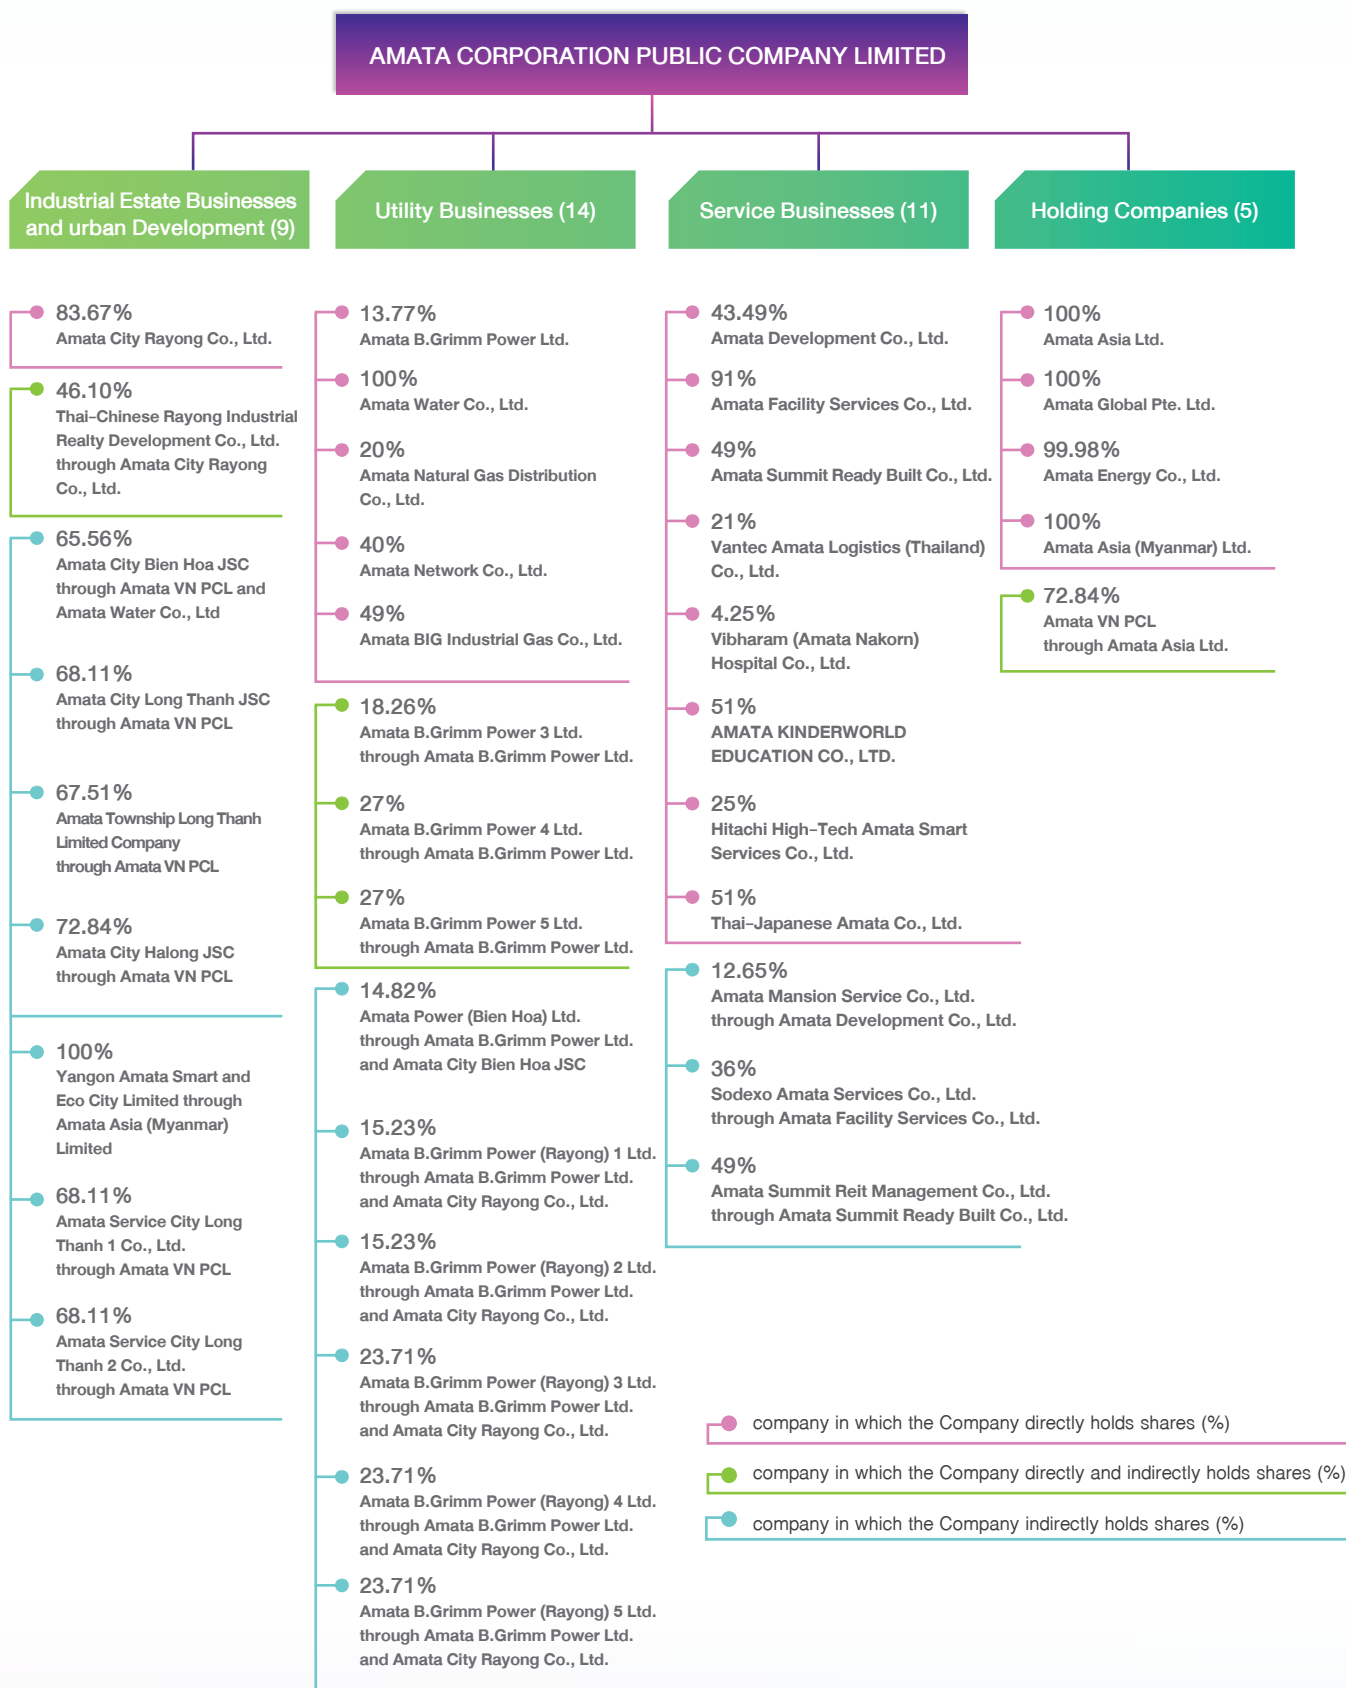 AMATA CORPORATION PUBLIC COMPANY LIMITED
Industrial Estate Businesses
and urban Development (9)
83.67%
Amata City Rayong Co., Ltd.
46.10%
Thai-Chinese Rayong Industrial
Realty Development Co., Ltd.
through Amata City Rayong
Co., Ltd.
65.56%
Amata City Bien Hoa JSC
through Amata VN PCL and
Amata Water Co., Ltd
68.11%
Amata City Long Thanh JSC
through Amata VN PCL
67.51%
Amata Township Long Thanh
Limited Company
through Amata VN PCL
72.84%
Amata City Halong JSC
through Amata VN PCL
100%
Yangon Amata Smart and
Eco City Limited through
Amata Asia (Myanmar)
Limited
68.11%
Amata Service City Long
Thanh 1 Co., Ltd.
through Amata VN PCL
68.11%
Amata Service City Long
Thanh 2 Co., Ltd.
through Amata VN PCL
Utility Businesses (14)
13.77%
Amata B.Grimm Power Ltd.
100%
Amata Water Co., Ltd.
20%
Amata Natural Gas Distribution
Co., Ltd.
40%
Amata Network Co., Ltd.
49%
Amata BIG Industrial Gas Co., Ltd.
18.26%
Amata B.Grimm Power 3 Ltd.
through Amata B.Grimm Power Ltd.
27%
Amata B.Grimm Power 4 Ltd.
through Amata B.Grimm Power Ltd.
27%
Amata B.Grimm Power 5 Ltd.
through Amata B.Grimm Power Ltd.
14.82%
Amata Power (Bien Hoa) Ltd.
through Amata B.Grimm Power Ltd.
and Amata City Bien Hoa JSC
15.23%
Amata B.Grimm Power (Rayong) 1 Ltd.
through Amata B.Grimm Power Ltd.
and Amata City Rayong Co., Ltd.
15.23%
Amata B.Grimm Power (Rayong) 2 Ltd.
through Amata B.Grimm Power Ltd.
and Amata City Rayong Co., Ltd.
23.71%
Amata B.Grimm Power (Rayong) 3 Ltd.
through Amata B.Grimm Power Ltd.
and Amata City Rayong Co., Ltd.
23.71%
Amata B.Grimm Power (Rayong) 4 Ltd.
through Amata B.Grimm Power Ltd.
and Amata City Rayong Co., Ltd.
23.71%
Amata B.Grimm Power (Rayong) 5 Ltd.
through Amata B.Grimm Power Ltd.
and Amata City Rayong Co., Ltd.
Service Businesses (11)
43.49%
Amata Development Co., Ltd.
91%
Amata Facility Services Co., Ltd.
49%
Amata Summit Ready Built Co., Ltd.
21%
Vantec Amata Logistics (Thailand)
Co., Ltd.
4.25%
Vibharam (Amata Nakorn)
Hospital Co., Ltd.
51%
AMATA KINDERWORLD
EDUCATION CO., LTD.
25%
Hitachi High-Tech Amata Smart
Services Co., Ltd.
51%
Thai-Japanese Amata Co., Ltd.
12.65%
Amata Mansion Service Co., Ltd.
through Amata Development Co., Ltd.
36%
Sodexo Amata Services Co., Ltd.
through Amata Facility Services Co., Ltd.
49%
Amata Summit Reit Management Co., Ltd.
through Amata Summit Ready Built Co., Ltd.
Holding Companies (5)
100%
Amata Asia Ltd.
100%
Amata Global Pte. Ltd.
99.98%
Amata Energy Co., Ltd.
100%
Amata Asia (Myanmar) Ltd.
72.84%
Amata VN PCL
through Amata Asia Ltd.
company in which the Company directly holds shares (%)
company in which the Company directly and indirectly holds shares (%)
company in which the Company indirectly holds shares (%)